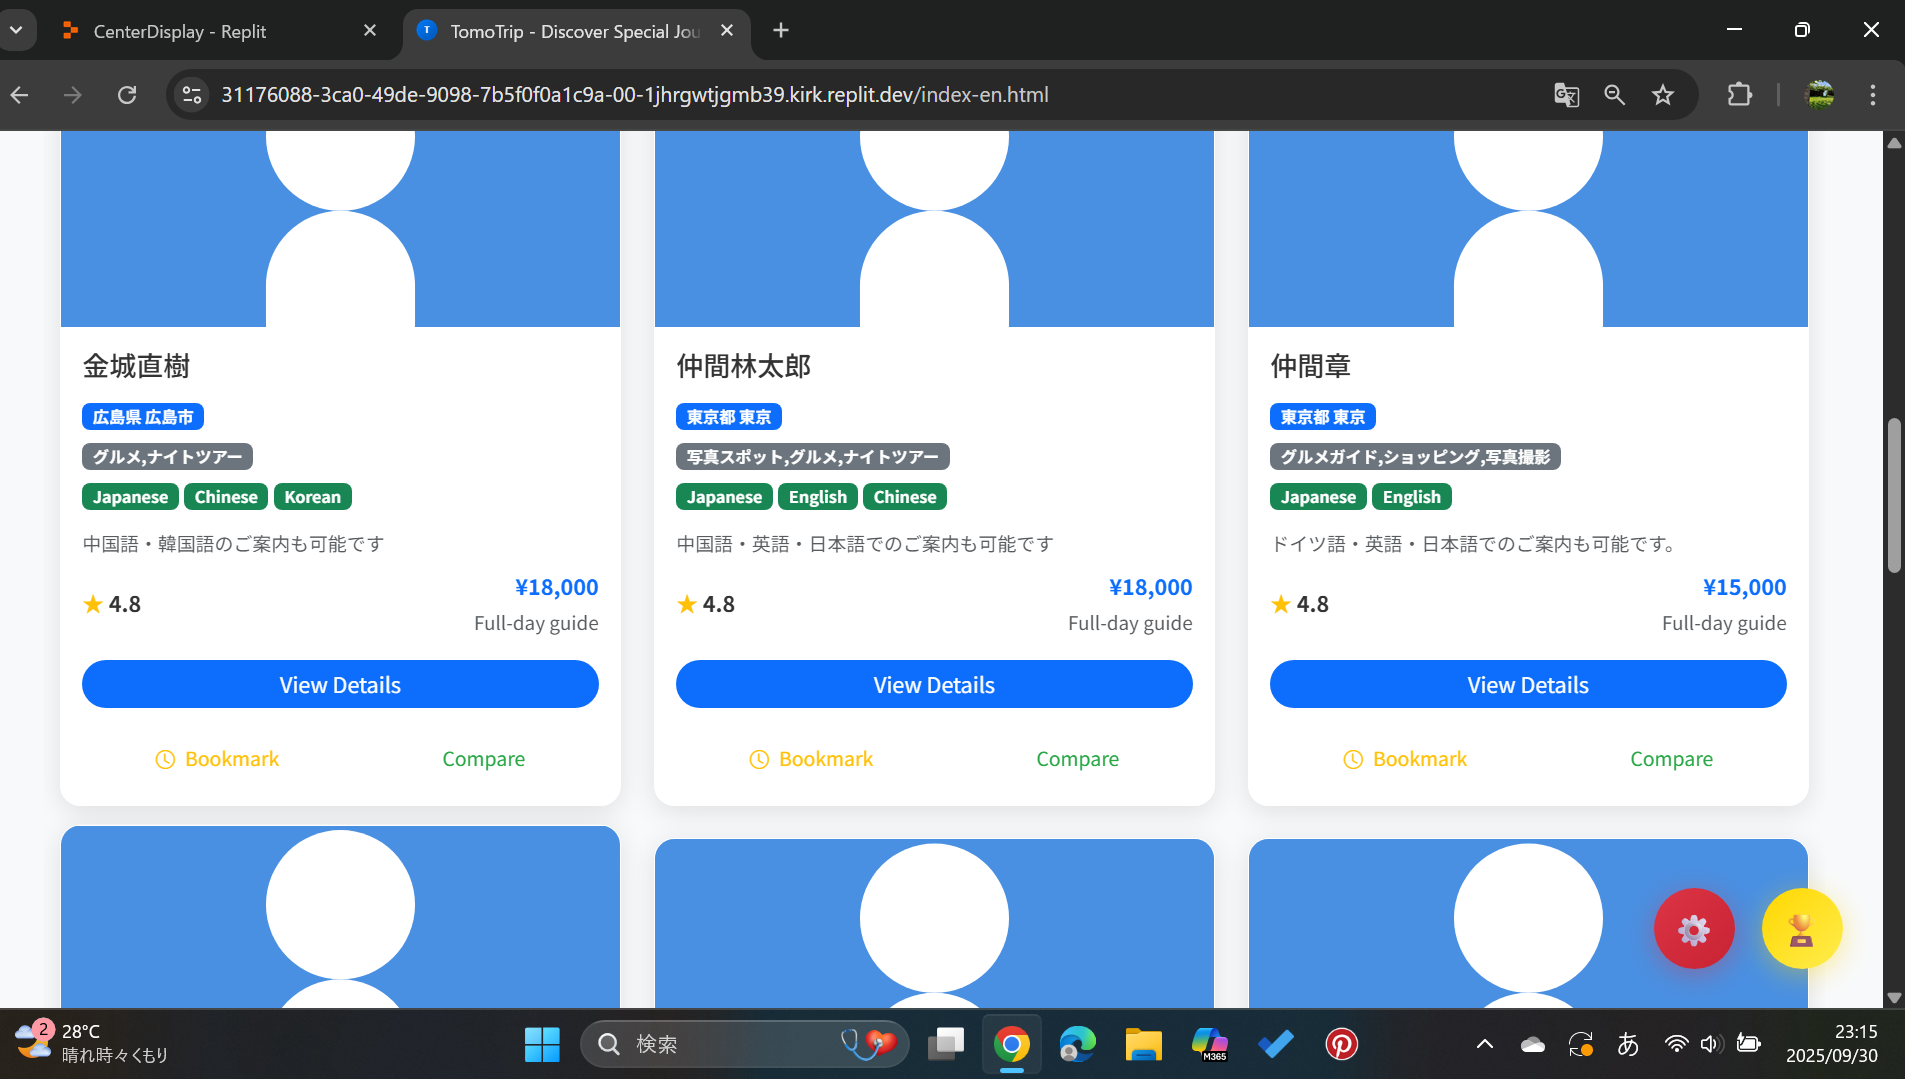 CenterDisplay - Replit
TomoTrip - Discover Special Jou
31176088-3ca0-49de-9098-7b5f0f0a1c9a-00-1jhrgwtjgmb39.kirk.replit.dev/index-en.html
金城直樹
広島県 広島市
グルメ,ナイトツアー
Japanese Chinese Korean
中国語・韓国語のご案内も可能です
★ 4.8
¥18,000
Full-day guide
View Details
Bookmark Compare
仲間林太郎
東京都 東京
写真スポット,グルメ,ナイトツアー
Japanese English Chinese
中国語・英語・日本語でのご案内も可能です
★ 4.8
¥18,000
Full-day guide
View Details
Bookmark Compare
仲間章
東京都 東京
グルメガイド,ショッピング,写真撮影
Japanese English
ドイツ語・英語・日本語でのご案内も可能です。
★ 4.8
¥15,000
Full-day guide
View Details
Bookmark Compare
2
28°C
晴れ時々くもり
検索
M365
あ
23:15
2025/09/30